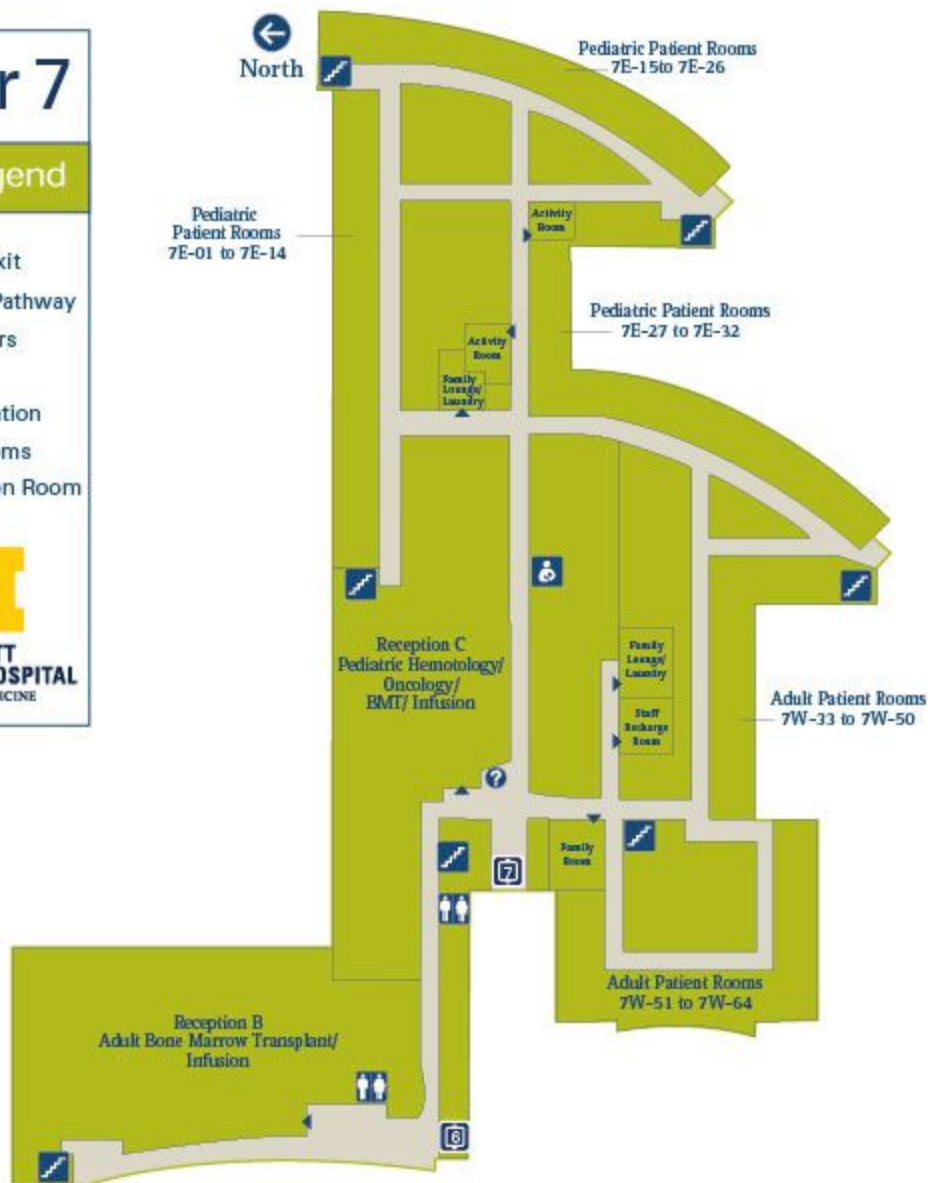 r 7
gend
xit
Pathway
rs
tion
ms
on Room
TT
OSPITAL
ICINE
North
Pediatric Patient Rooms
7E-15to 7E-26
Pediatric
Patient Rooms
7E-01 to 7E-14
Activity
Room
Pediatric Patient Rooms
7E-27 to 7E-32
Activity
Room
Family
Lounge/
Laundry
Reception C
Pediatric Hemotology/
Oncology/
BMT/ Infusion
Family
Lounge/
Laundry
Staff
Recharge
Room
Adult Patient Rooms
7W-33 to 7W-50
?
7
Family
Room
Adult Patient Rooms
7W-51 to 7W-64
Reception B
Adult Bone Marrow Transplant/
Infusion
6